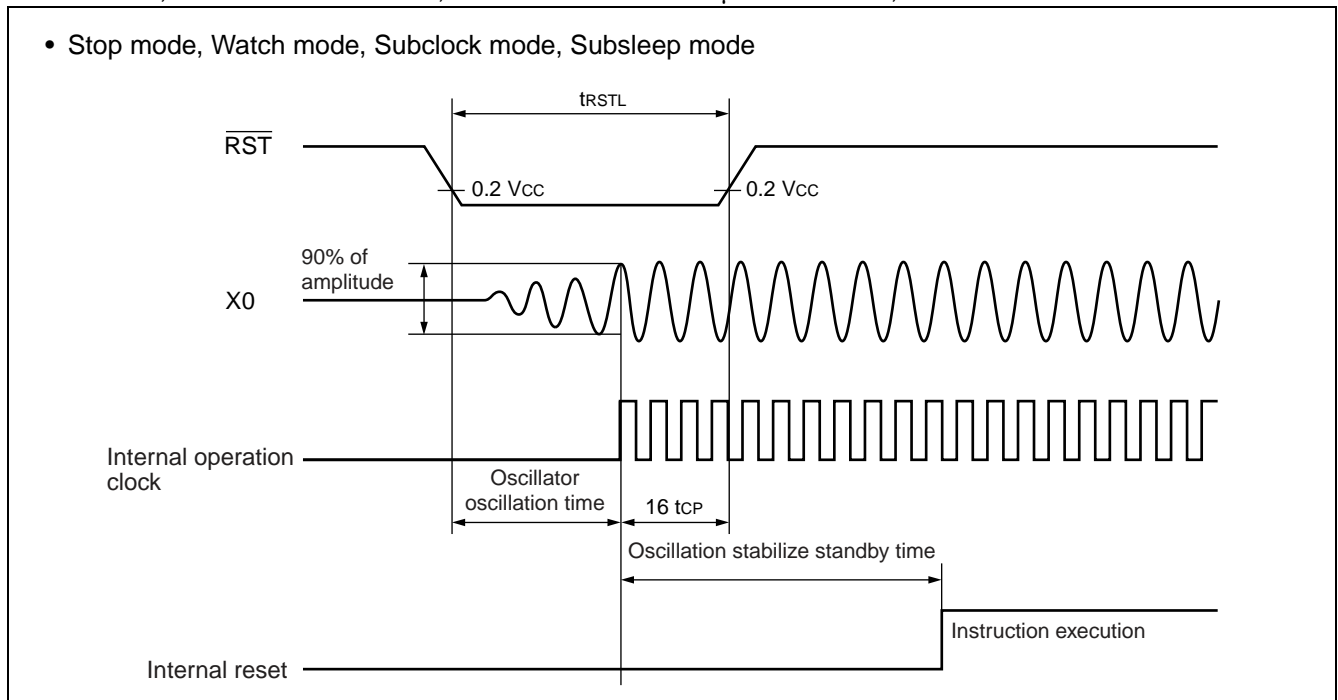 • Stop mode, Watch mode, Subclock mode, Subsleep mode
tRSTL
RST
0.2 VCC
0.2 VCC
90% of
amplitude
X0
Internal operation
clock
Oscillator
oscillation time
16 tCP
Oscillation stabilize standby time
Instruction execution
Internal reset